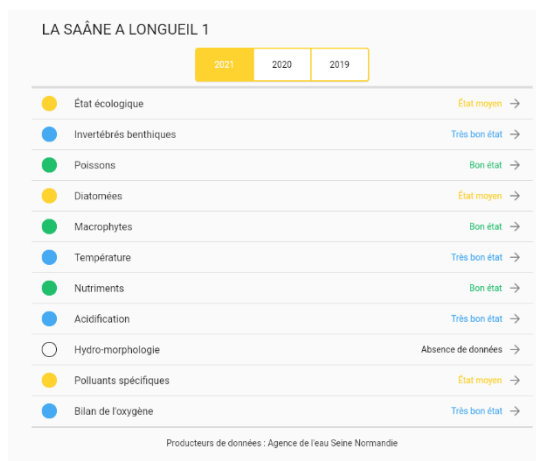 LA SAÂNE A LONGUEIL 1
2021 2020 2019
État écologique État moyen
Invertébrés benthiques Très bon état
Poissons Bon état
Diatomées État moyen
Macrophytes Bon état
Température Très bon état
Nutriments Bon état
Acidification Très bon état
Hydro-morphologie Absence de données
Polluants spécifiques État moyen
Bilan de l'oxygène Très bon état
Producteurs de données : Agence de l'eau Seine Normandie